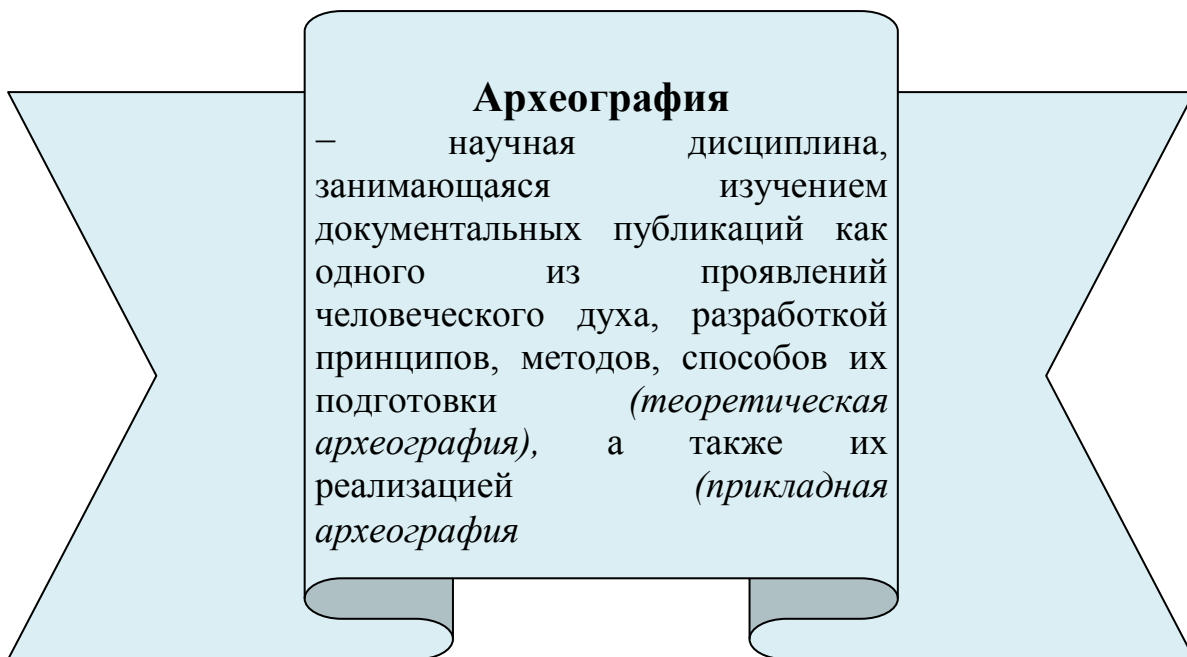 Археография
– научная дисциплина,
занимающаяся изучением
документальных публикаций как
одного из проявлений
человеческого духа, разработкой
принципов, методов, способов их
подготовки (теоретическая
археография), а также их
реализацией (прикладная
археография